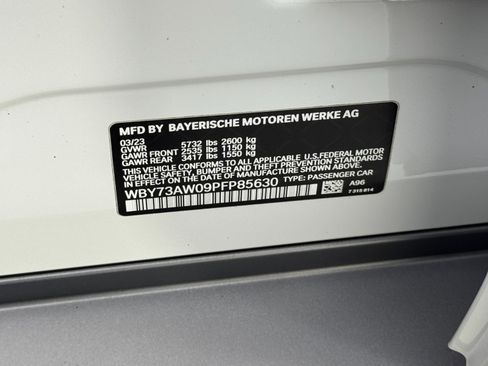 MFD BY BAYERISCHE MOTOREN WERKE AG
03/23
GVWR 5732 lbs 2600 kg
GAWR FRONT 2535 lbs 1150 kg
GAWR REAR 3417 lbs 1550 kg
THIS VEHICLE CONFORMS TO ALL APPLICABLE U.S. FEDERAL MOTOR
VEHICLE SAFETY, BUMPER, AND THEFT PREVENTION STANDARDS IN
EFFECT ON THE DATE OF MANUFACTURE SHOWN ABOVE.
WBY73AW09PFP85630 TYPE: PASSENGER CAR
A96
7 315 814